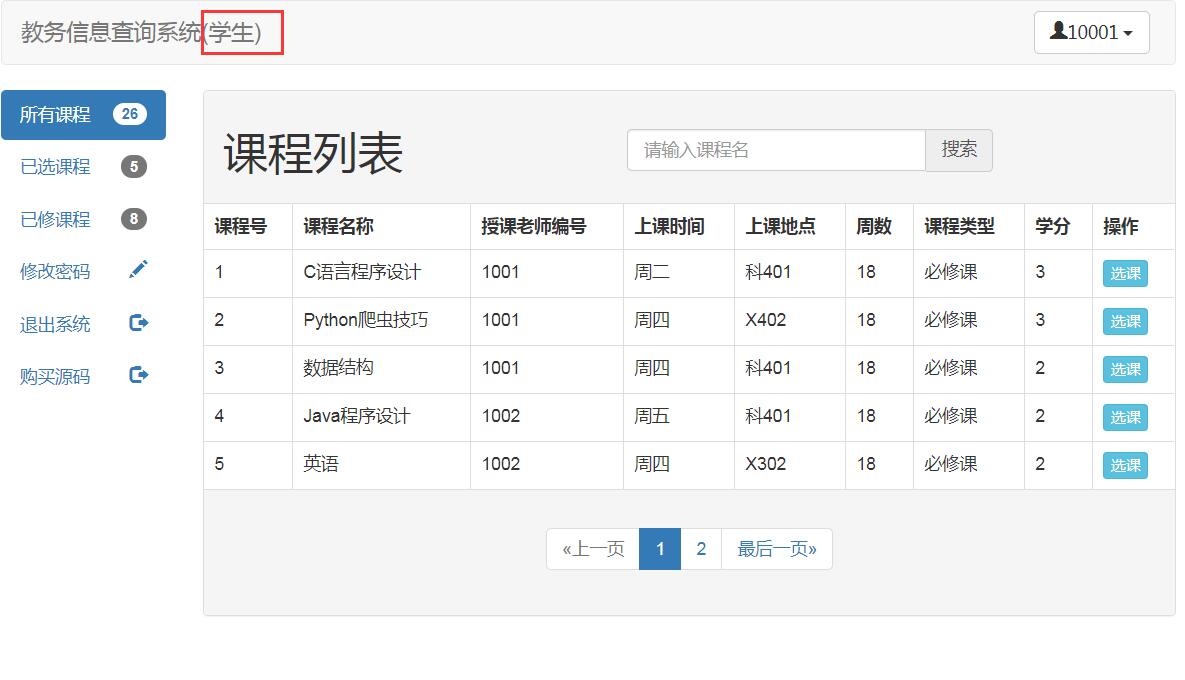 教务信息查询系统(学生)
10001
所有课程 26
已选课程 5
已修课程 8
修改密码
退出系统
购买源码
课程列表
请输入课程名 搜索
课程号 课程名称 授课老师编号 上课时间 上课地点 周数 课程类型 学分 操作
1 C语言程序设计 1001 周二 科401 18 必修课 3 选课
2 Python爬虫技巧 1001 周四 X402 18 必修课 3 选课
3 数据结构 1001 周四 科401 18 必修课 2 选课
4 Java程序设计 1002 周五 科401 18 必修课 2 选课
5 英语 1002 周四 X302 18 必修课 2 选课
«上一页 1 2 最后一页»